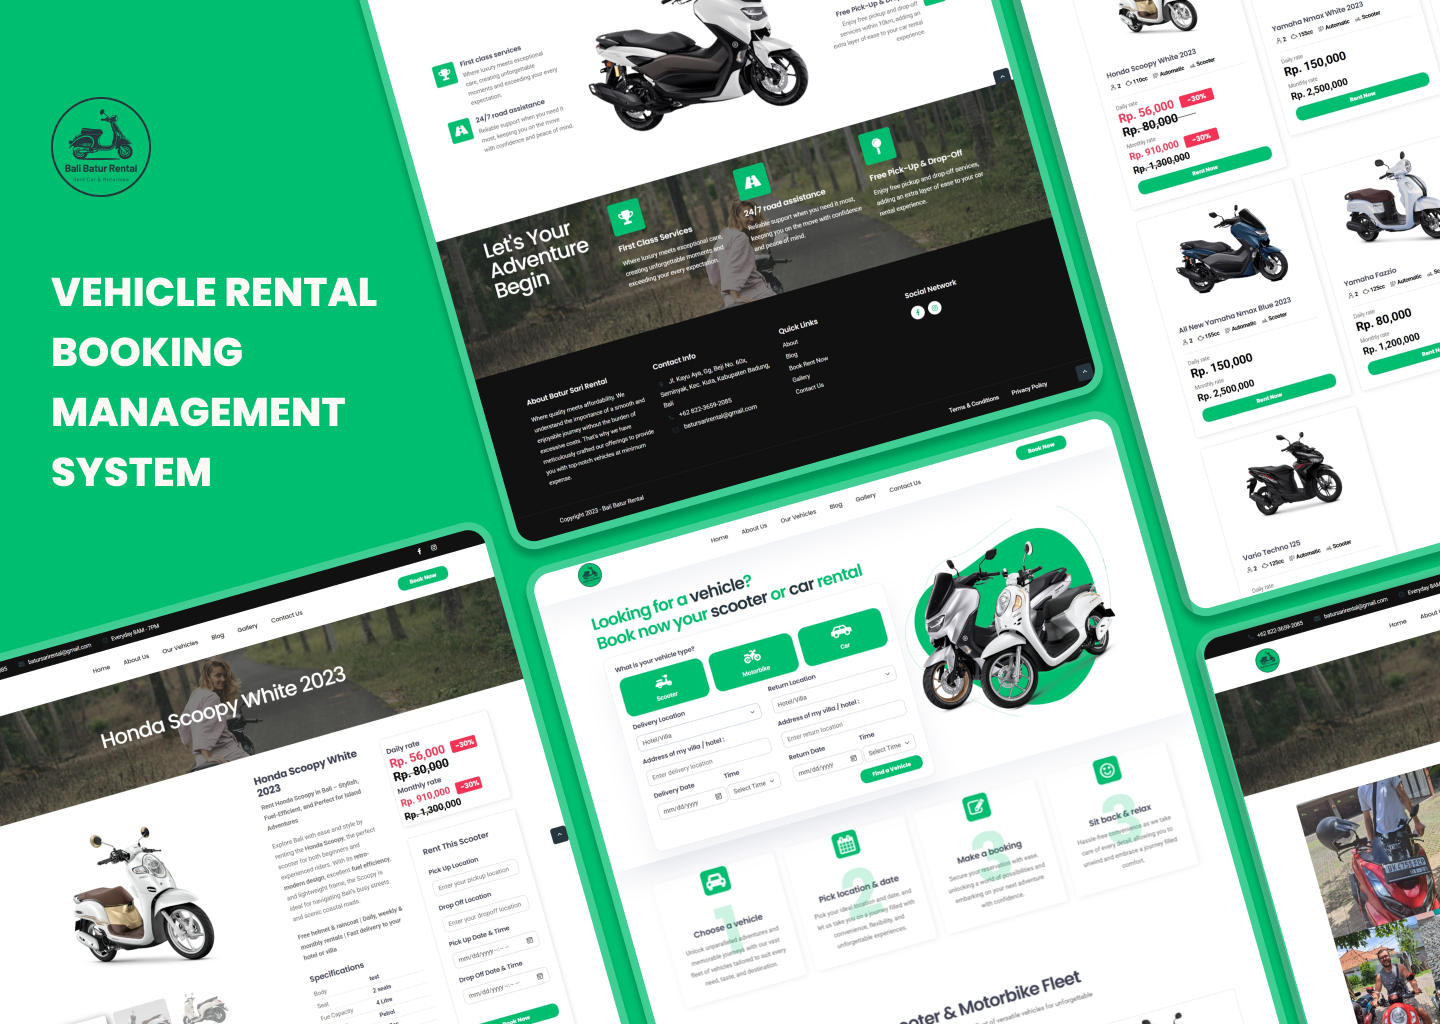 Bali Batur Rental
Rent Car & Motorbike
VEHICLE RENTAL
BOOKING
MANAGEMENT
SYSTEM
First class services
Where luxury meets exceptional
care, creating unforgettable
moments and exceeding your every
expectation.
24/7 road assistance
Reliable support when you need it
most, keeping you on the move
with confidence and peace of mind.
Free Pick-Up & Drop-Off
Enjoy free pickup and drop-off
services within 10km, adding an
extra layer of ease to your car rental
experience.
Let's Your
Adventure
Begin
First Class Services
Where luxury meets exceptional care,
creating unforgettable moments and
exceeding your every expectation.
24/7 road assistance
Reliable support when you need it most,
keeping you on the move with confidence
and peace of mind.
Free Pick-Up & Drop-Off
Enjoy free pickup and drop-off services,
adding an extra layer of ease to your car
rental experience.
About Batur Sari Rental
Where quality meets affordability. We
understand the importance of a smooth and
enjoyable journey without the burden of
excessive costs. That's why we have
meticulously crafted our offerings to provide
you with top-notch vehicles at minimum
expense.
Contact Info
Jl. Kayu Aya, Gg, Beji No. 60x,
Seminyak, Kec. Kuta, Kabupaten Badung,
Bali
+62 822-3659-2085
batursarirental@gmail.com
Quick Links
About
Blog
Book Rent Now
Gallery
Contact Us
Social Network
Copyright 2023 - Bali Batur Rental
Terms & Conditions
Privacy Policy
Honda Scoopy White 2023
2 110cc Automatic Scooter
Daily rate
Rp. 56,000 -30%
Rp. 80,000
Monthly rate
Rp. 910,000 -30%
Rp. 1,300,000
Rent Now
Yamaha Nmax White 2023
2 155cc Automatic Scooter
Daily rate
Rp. 150,000
Monthly rate
Rp. 2,500,000
Rent Now
All New Yamaha Nmax Blue 2023
2 155cc Automatic Scooter
Daily rate
Rp. 150,000
Monthly rate
Rp. 2,500,000
Rent Now
Yamaha Fazzio
2 125cc Automatic
Daily rate
Rp. 80,000
Monthly rate
Rp. 1,200,000
Rent Now
Vario Techno 125
2 125cc Automatic Scooter
Daily rate
batursarirental@gmail.com
Everyday 8AM - 7PM
Book Now
Home About Us Our Vehicles Blog Gallery Contact Us
Honda Scoopy White 2023
Honda Scoopy White
2023
Rent Honda Scoopy in Bali – Stylish,
Fuel-Efficient, and Perfect for Island
Adventures
Explore Bali with ease and style by
renting the Honda Scoopy, the perfect
scooter for both beginners and
experienced riders. With its retro-
modern design, excellent fuel efficiency,
and lightweight frame, the Scoopy is
ideal for navigating Bali's busy streets
and scenic coastal roads.
Free helmet & raincoat | Daily, weekly &
monthly rentals | Fast delivery to your
hotel or villa
Specifications
Body test
Seat 2 seats
Fue Capacity 4 Litre
Petrol
Daily rate
Rp. 56,000 -30%
Rp. 80,000
Monthly rate
Rp. 910,000 -30%
Rp. 1,300,000
Rent This Scooter
Pick Up Location
Enter your pickup location
Drop Off Location
Enter your dropoff location
Pick Up Date & Time
mm/dd/yyyy --:-- --
Drop Off Date & Time
mm/dd/yyyy --:-- --
Book Now
Home About Us Our Vehicles Blog Gallery Contact Us
Book Now
Looking for a vehicle?
Book now your scooter or car rental
What is your vehicle type?
Scooter
Motorbike
Car
Delivery Location
Hotel/Villa
Return Location
Hotel/Villa
Address of my villa / hotel :
Enter delivery location
Address of my villa / hotel :
Enter return location
Delivery Date
mm/dd/yyyy
Time
Select Time
Return Date
mm/dd/yyyy
Time
Select Time
Find a Vehicle
1
Choose a vehicle
Unlock unparalleled adventures and
memorable journeys with our vast
fleet of vehicles tailored to suit every
need, taste, and destination.
2
Pick location & date
Pick your ideal location and date, and
let us take you on a journey filled with
convenience, flexibility, and
unforgettable experiences.
3
Make a booking
Secure your reservation with ease,
unlocking a world of possibilities and
embarking on your next adventure
with confidence.
3
Sit back & relax
Hassle-free convenience as we take
care of every detail, allowing you to
unwind and embrace a journey filled
comfort.
ooter & Motorbike Fleet
of versatile vehicles for unforgettable
+62 822-3659-2085
batursarirental@gmail.com
Everyday 8AM
Home About